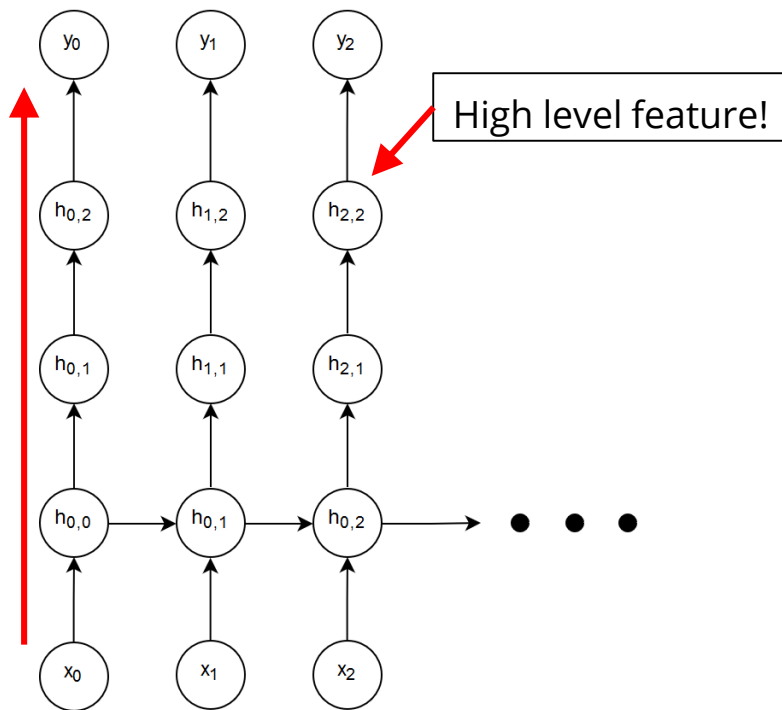 y0 y1 y2
High level feature!
h0,2 h1,2 h2,2
h0,1 h1,1 h2,1
h0,0 h0,1 h0,2
x0 x1 x2